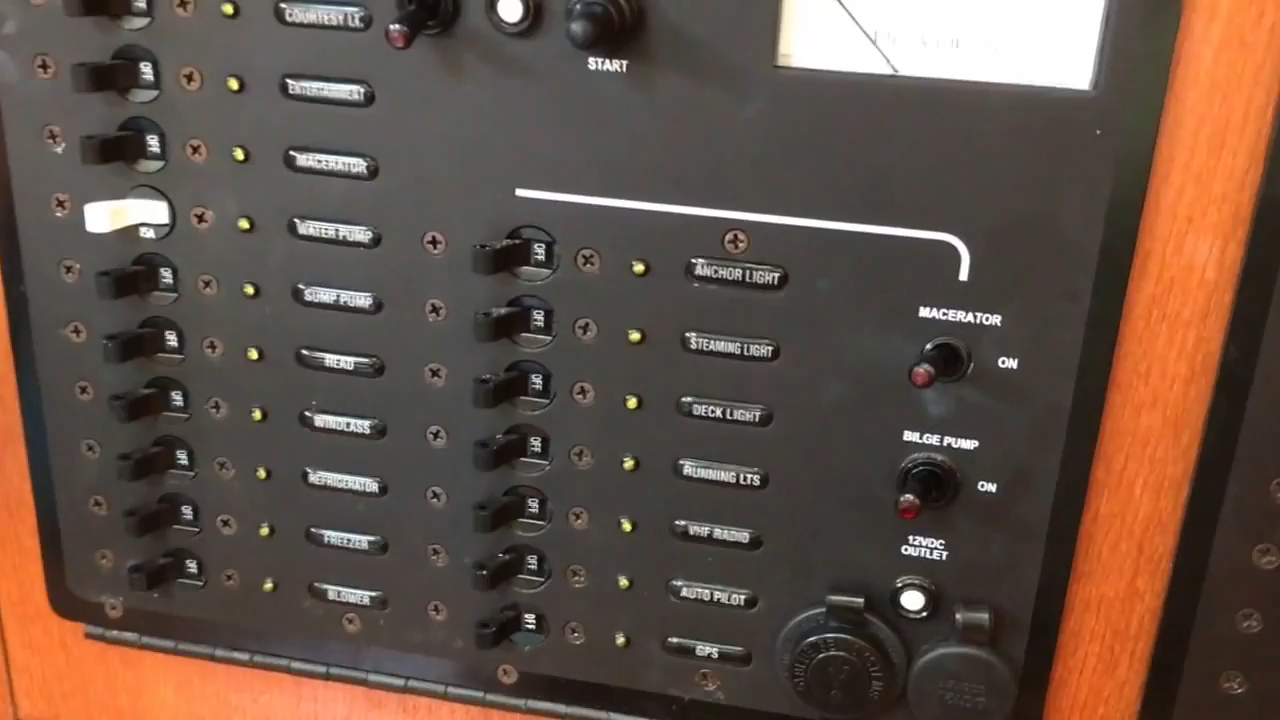 COURTESY LT.
START
OFF
ENTERTAINMENT
OFF
MACERATOR
15A
WATER PUMP
OFF
SUMP PUMP
OFF
HEAD
OFF
WINDLASS
OFF
REFRIGERATOR
OFF
FREEZER
OFF
BLOWER
OFF
ANCHOR LIGHT
OFF
STEAMING LIGHT
OFF
DECK LIGHT
OFF
RUNNING LTS
OFF
VHF RADIO
OFF
AUTO PILOT
OFF
GPS
MACERATOR
ON
BILGE PUMP
ON
12VDC
OUTLET